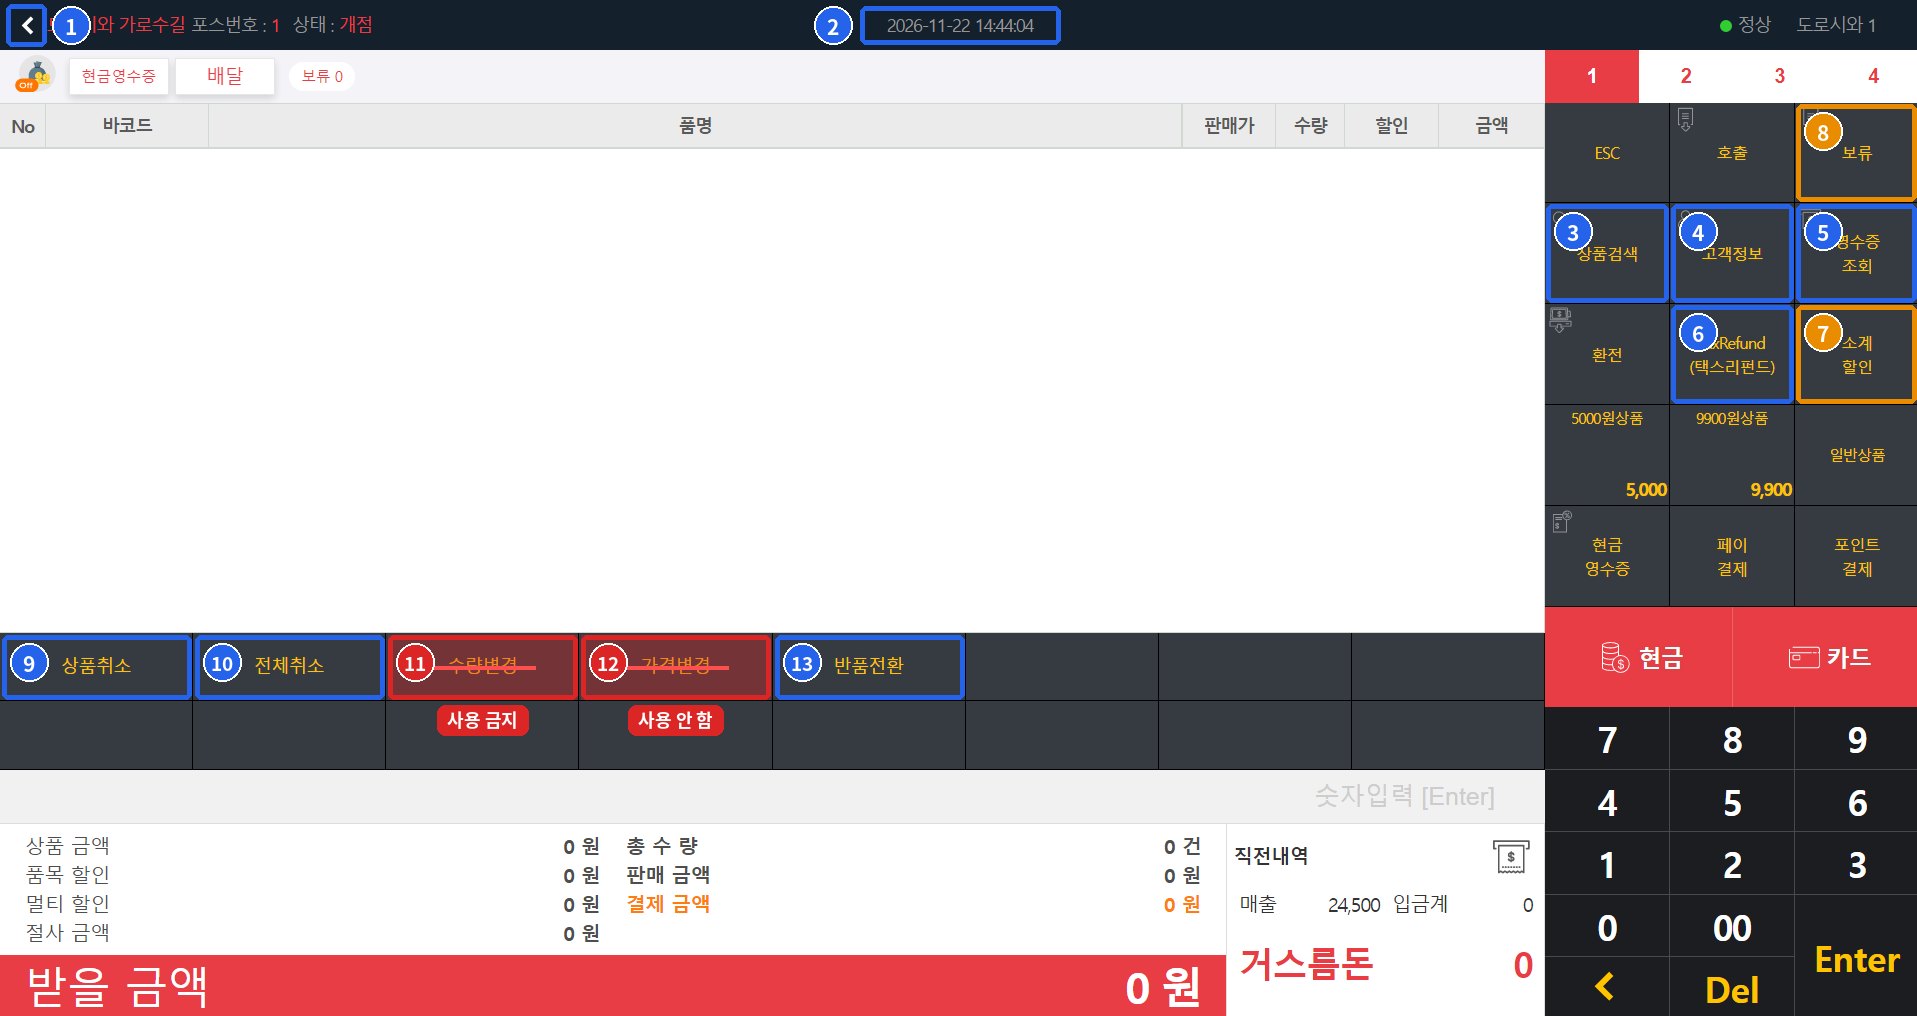 1 와 가로수길 포스번호 : 1 상태 : 개점
2 2026-11-22 14:44:04
정상 도로시와 1
Off 현금영수증 배달 보류 0
1 2 3 4
No 바코드 품명 판매가 수량 할인 금액
ESC 호출 8 보류
3 상품검색 4 고객정보 5 영수증
조회
환전 6 xRefund
(택스리펀드)
7 소계
할인
5000원상품 9900원상품 일반상품
5,000 9,900
현금
영수증
페이
결제
포인트
결제
현금 카드
9 상품취소 10 전체취소 11 수량변경 12 가격변경 13 반품전환
사용 금지 사용 안 함
숫자입력 [Enter]
상품 금액 0 원 총 수 량 0 건
품목 할인 0 원 판매 금액 0 원
멀티 할인 0 원 결제 금액 0 원
절사 금액 0 원
받을 금액 0 원
직전내역
매출 24,500 입금계 0
거스름돈 0
7 8 9
4 5 6
1 2 3
0 00 Enter
Del